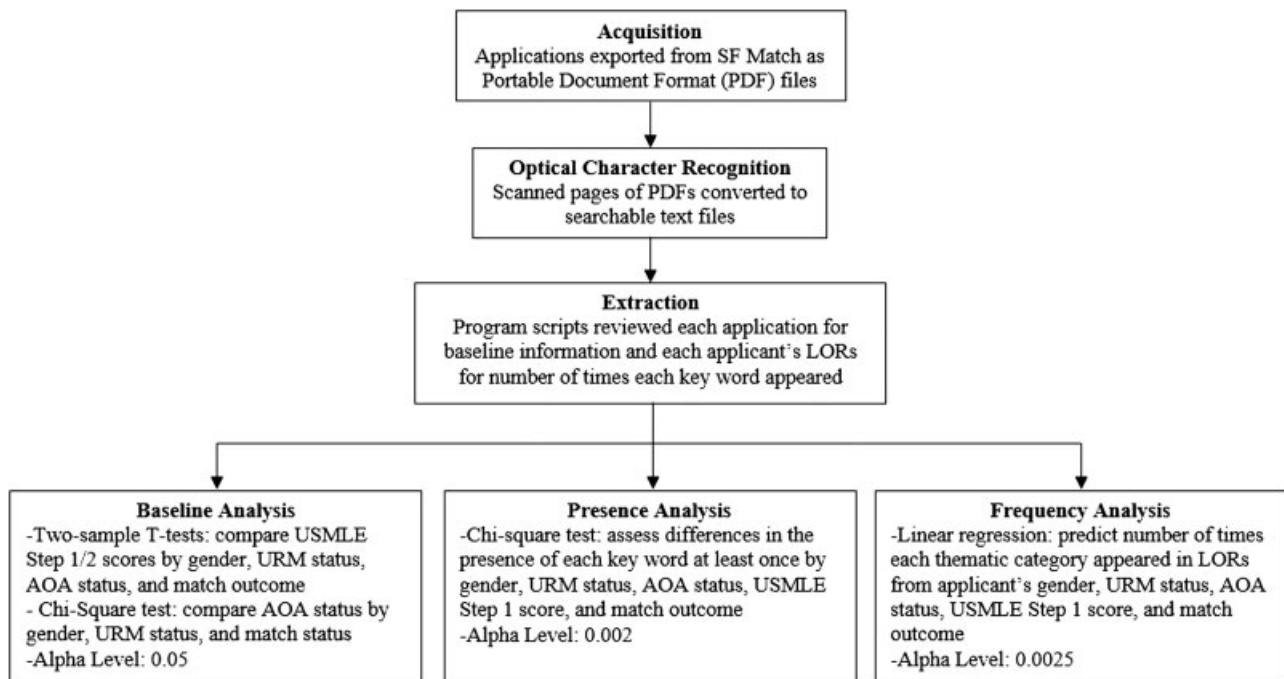 Acquisition
Applications exported from SF Match as
Portable Document Format (PDF) files
Optical Character Recognition
Scanned pages of PDFs converted to
searchable text files
Extraction
Program scripts reviewed each application for
baseline information and each applicant's LORs
for number of times each key word appeared
Baseline Analysis
-Two-sample T-tests: compare USMLE
Step 1/2 scores by gender, URM status,
AOA status, and match outcome
- Chi-Square test: compare AOA status by
gender, URM status, and match status
-Alpha Level: 0.05
Presence Analysis
-Chi-square test: assess differences in the
presence of each key word at least once by
gender, URM status, AOA status, USMLE
Step 1 score, and match outcome
-Alpha Level: 0.002
Frequency Analysis
-Linear regression: predict number of times
each thematic category appeared in LORs
from applicant's gender, URM status, AOA
status, USMLE Step 1 score, and match
outcome
-Alpha Level: 0.0025